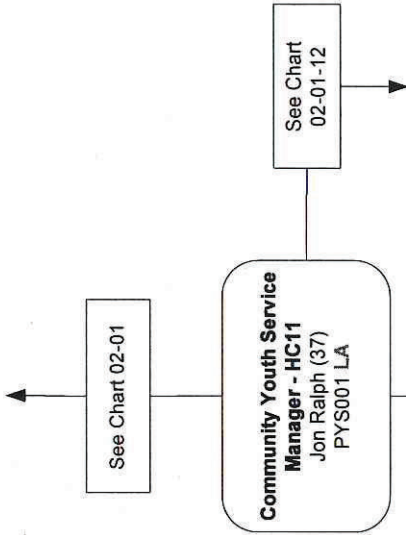 See Chart 02-01
Community Youth Service
Manager - HC11
Jon Ralph (37)
PYS001 LA
See Chart
02-01-12